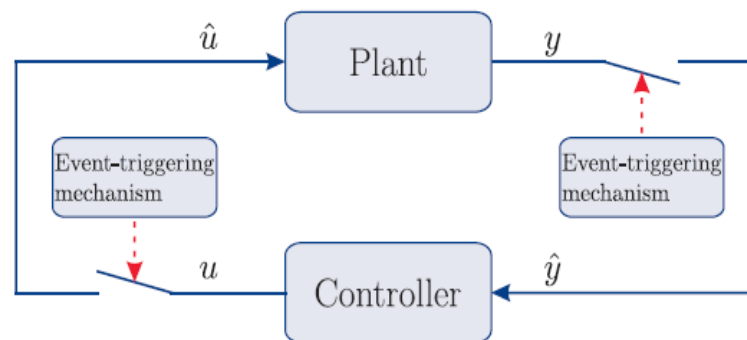 û
Plant
y
Event-triggering
mechanism
Event-triggering
mechanism
u
Controller
ŷ